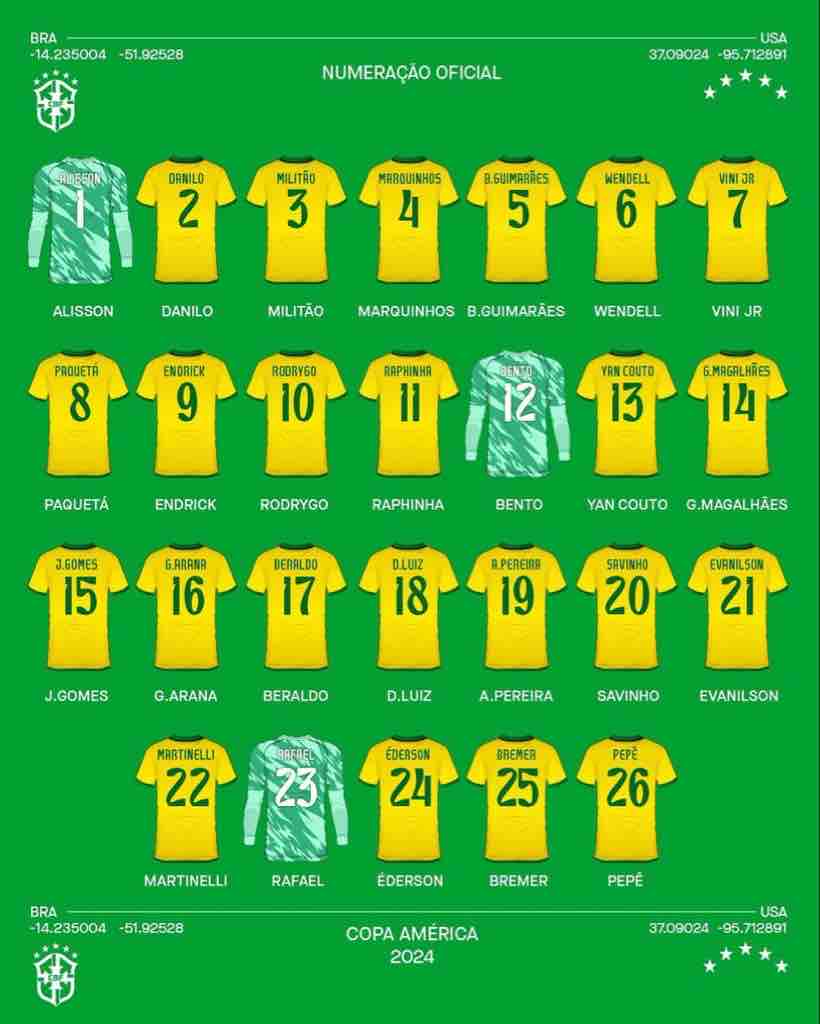 BRA USA
-14.235004 -51.92528 37.09024 -95.712891
NUMERAÇÃO OFICIAL
CBF
ALISSON DANILO MILITÃO MARQUINHOS B.GUIMARÃES WENDELL VINI JR
1 2 3 4 5 6 7
ALISSON DANILO MILITÃO MARQUINHOS B.GUIMARÃES WENDELL VINI JR
PAQUETÁ ENDRICK RODRYGO RAPHINHA BENTO YAN COUTO G.MAGALHÃES
8 9 10 11 12 13 14
PAQUETÁ ENDRICK RODRYGO RAPHINHA BENTO YAN COUTO G.MAGALHÃES
J.GOMES G.ARANA BERALDO D.LUIZ A.PEREIRA SAVINHO EVANILSON
15 16 17 18 19 20 21
J.GOMES G.ARANA BERALDO D.LUIZ A.PEREIRA SAVINHO EVANILSON
MARTINELLI RAFAEL ÉDERSON BREMER PEPÊ
22 23 24 25 26
MARTINELLI RAFAEL ÉDERSON BREMER PEPÊ
BRA USA
-14.235004 -51.92528 37.09024 -95.712891
COPA AMÉRICA
2024
CBF